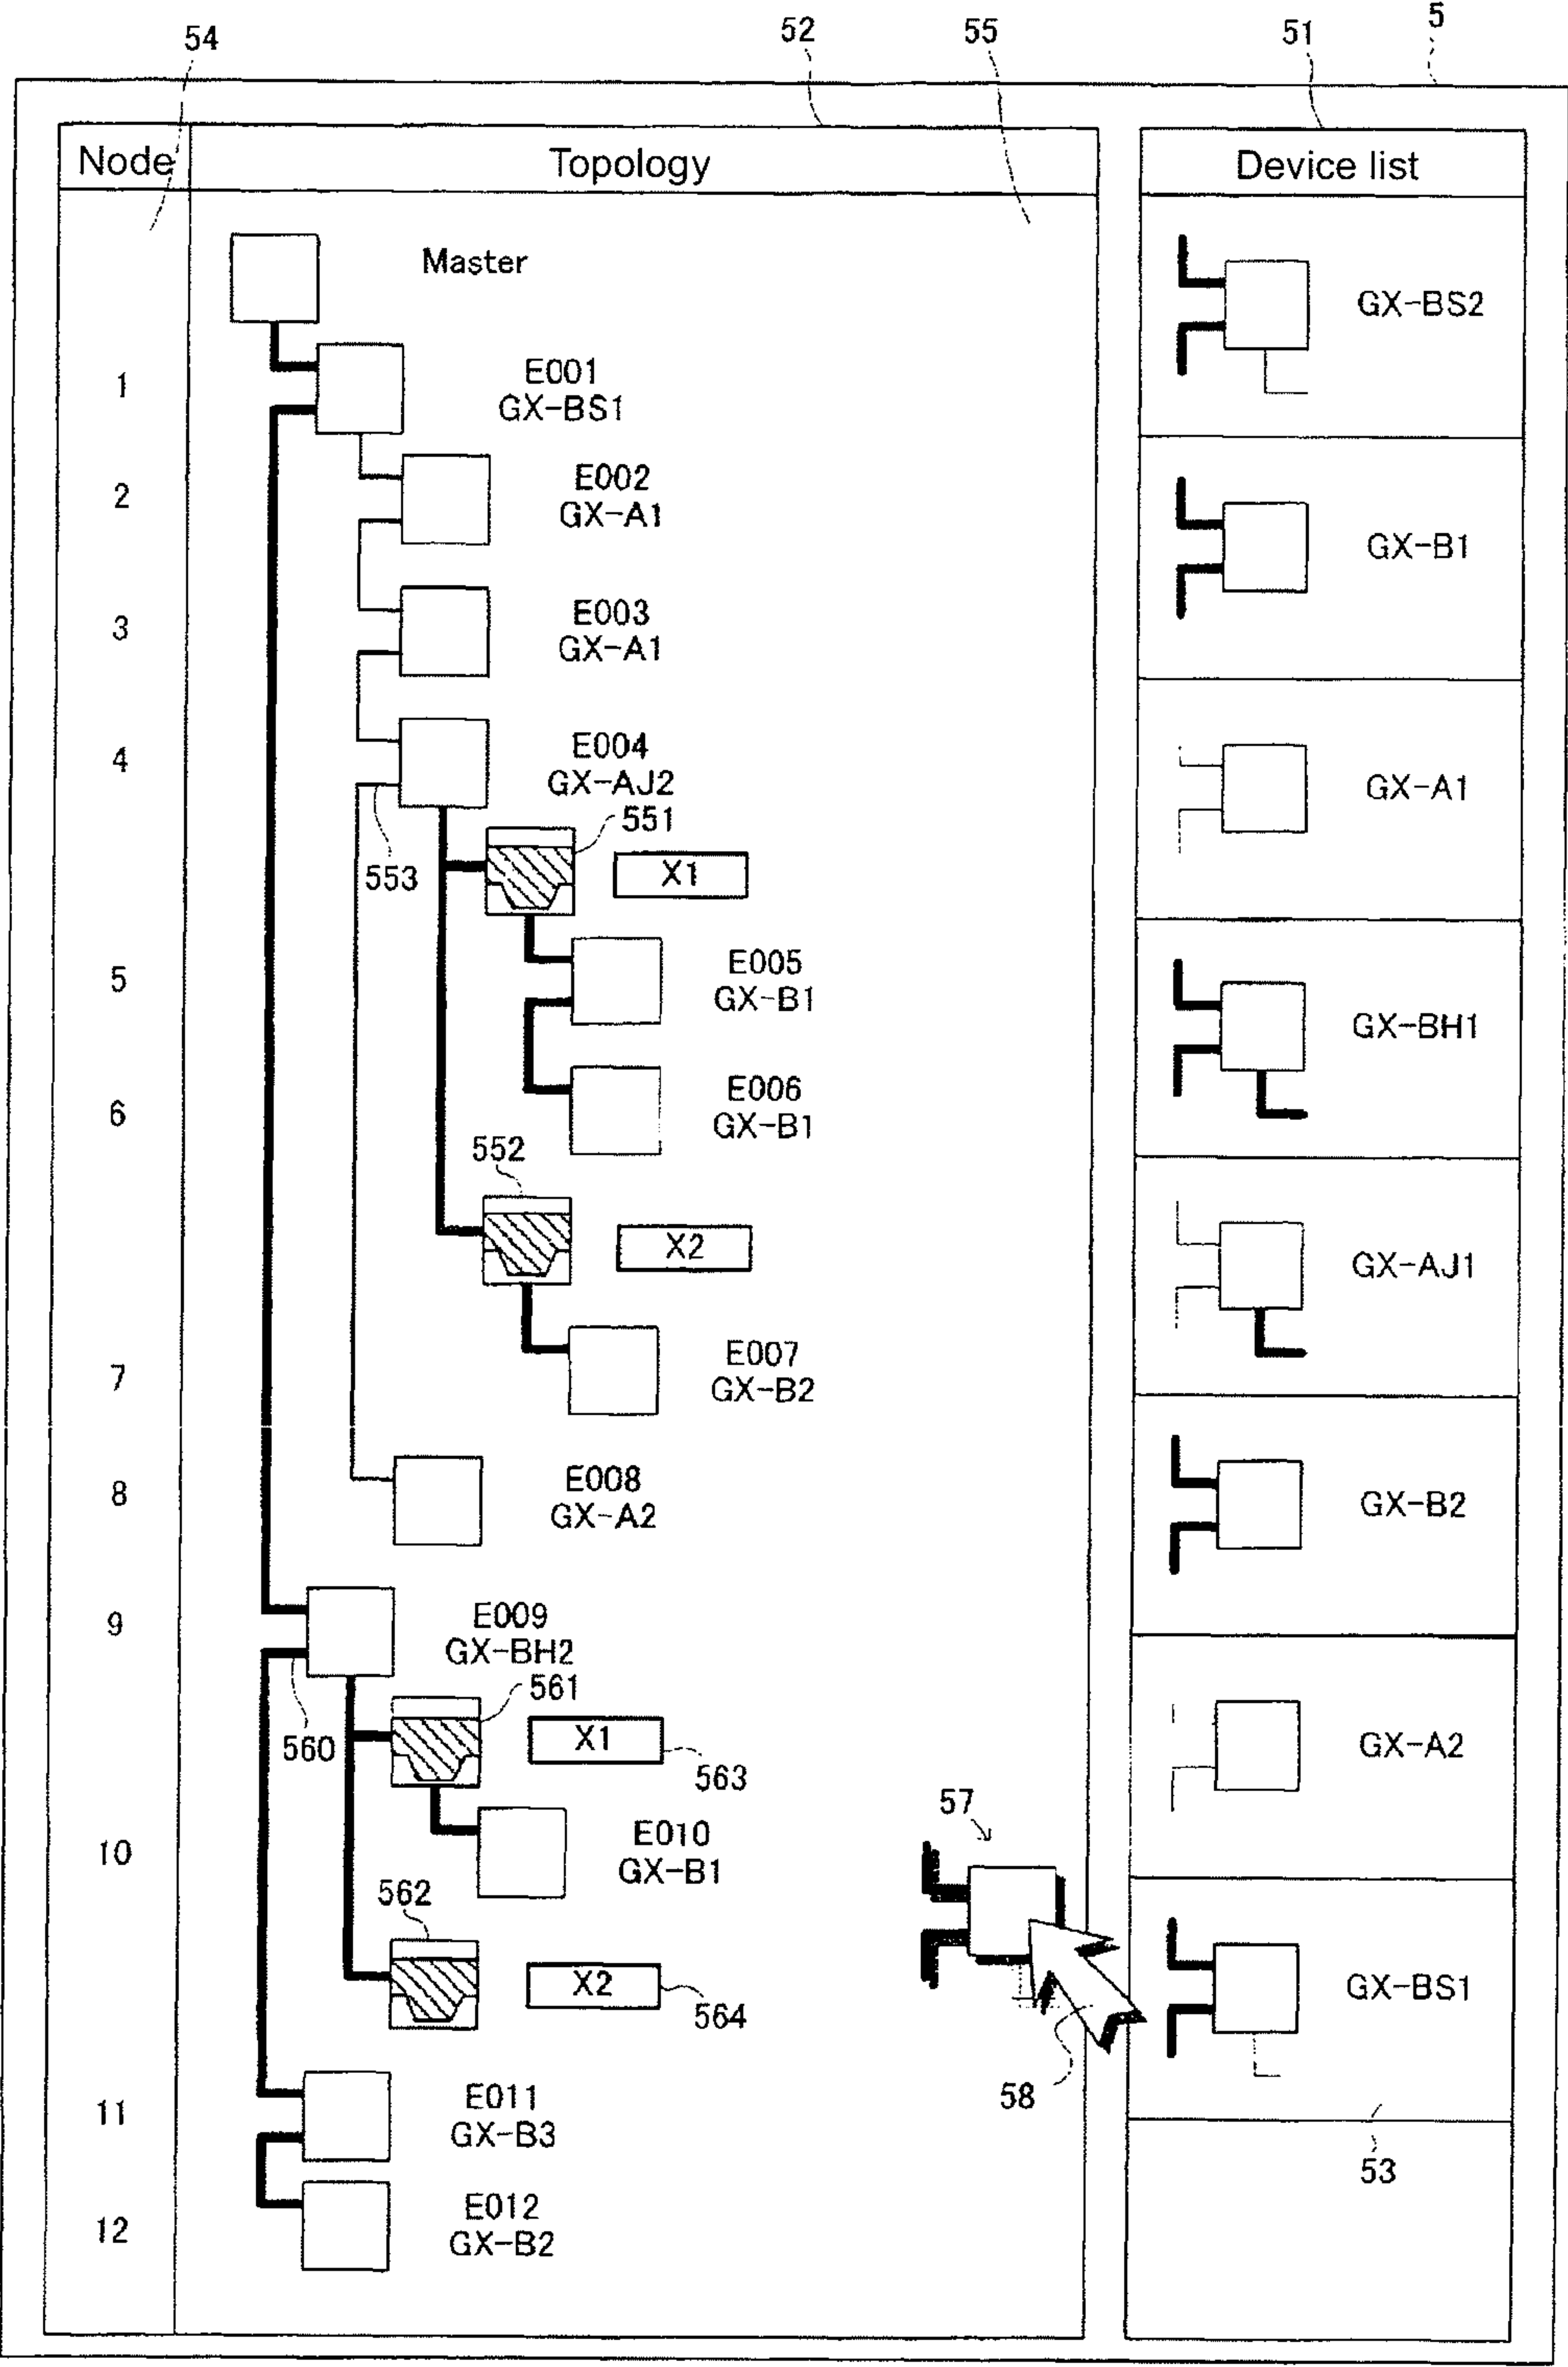 54
52
55
51
5
Node
Topology
Device list
Master
GX-BS2
1
E001
GX-BS1
2
E002
GX-A1
GX-B1
3
E003
GX-A1
4
E004
GX-AJ2
GX-A1
551
553
X1
5
E005
GX-B1
GX-BH1
6
E006
GX-B1
552
X2
GX-AJ1
7
E007
GX-B2
8
E008
GX-A2
GX-B2
9
E009
GX-BH2
561
560
X1
563
GX-A2
57
10
E010
GX-B1
562
X2
564
GX-BS1
58
11
E011
GX-B3
53
12
E012
GX-B2